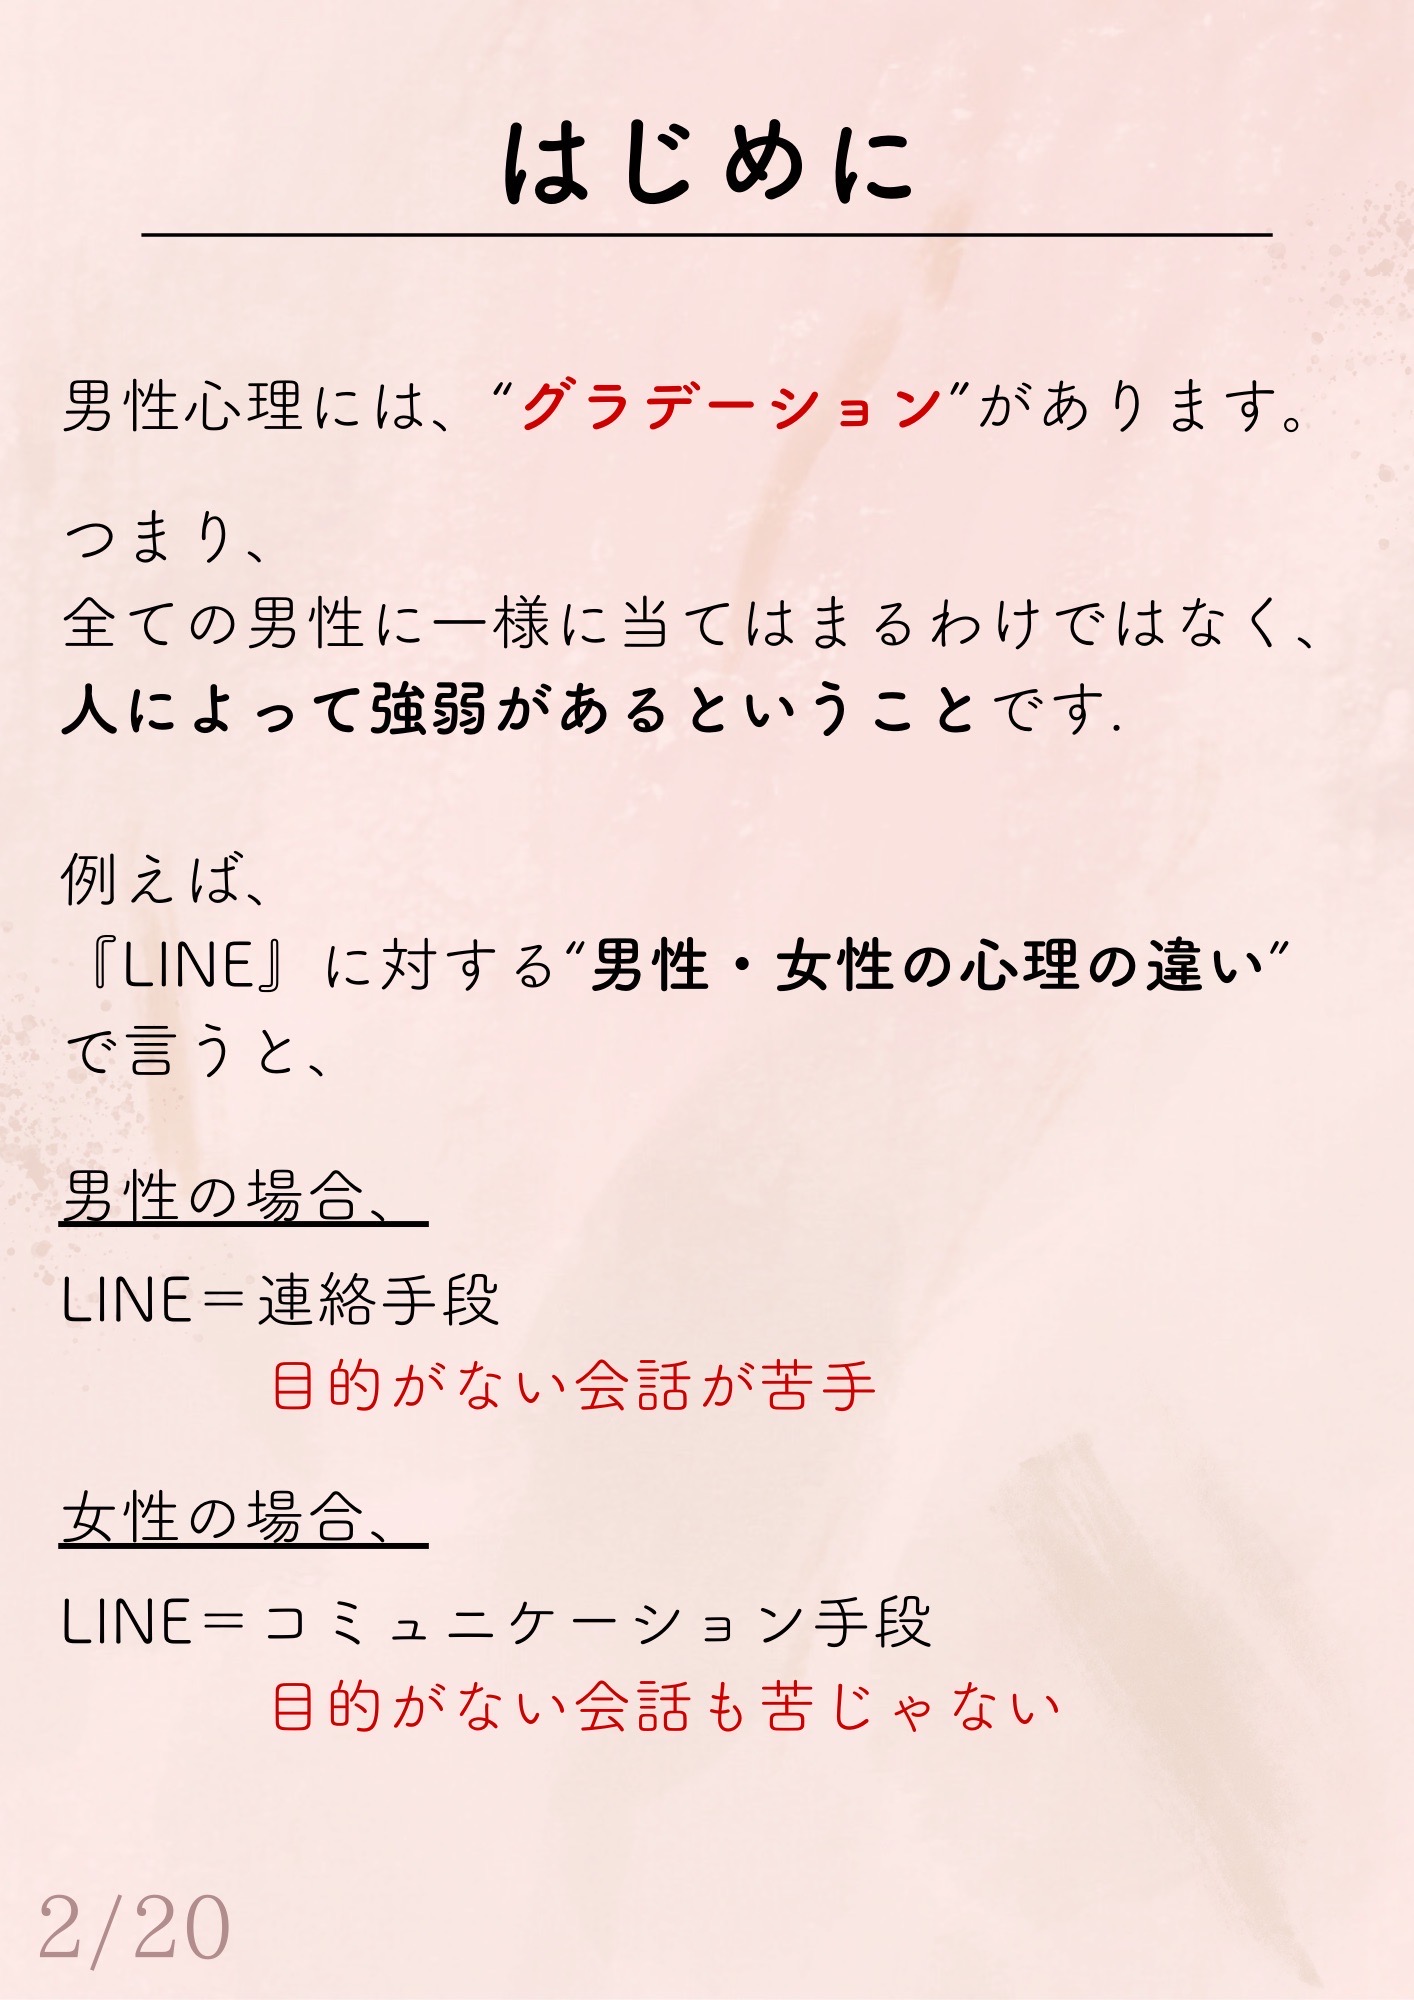 はじめに
男性心理には、″グラデーション″があります。
つまり、
全ての男性に一様に当てはまるわけではなく、
人によって強弱があるということです.
例えば、
『LINE』に対する″男性・女性の心理の違い″
で言うと、
男性の場合、
LINE＝連絡手段
目的がない会話が苦手
女性の場合、
LINE＝コミュニケーション手段
目的がない会話も苦じゃない
2/20